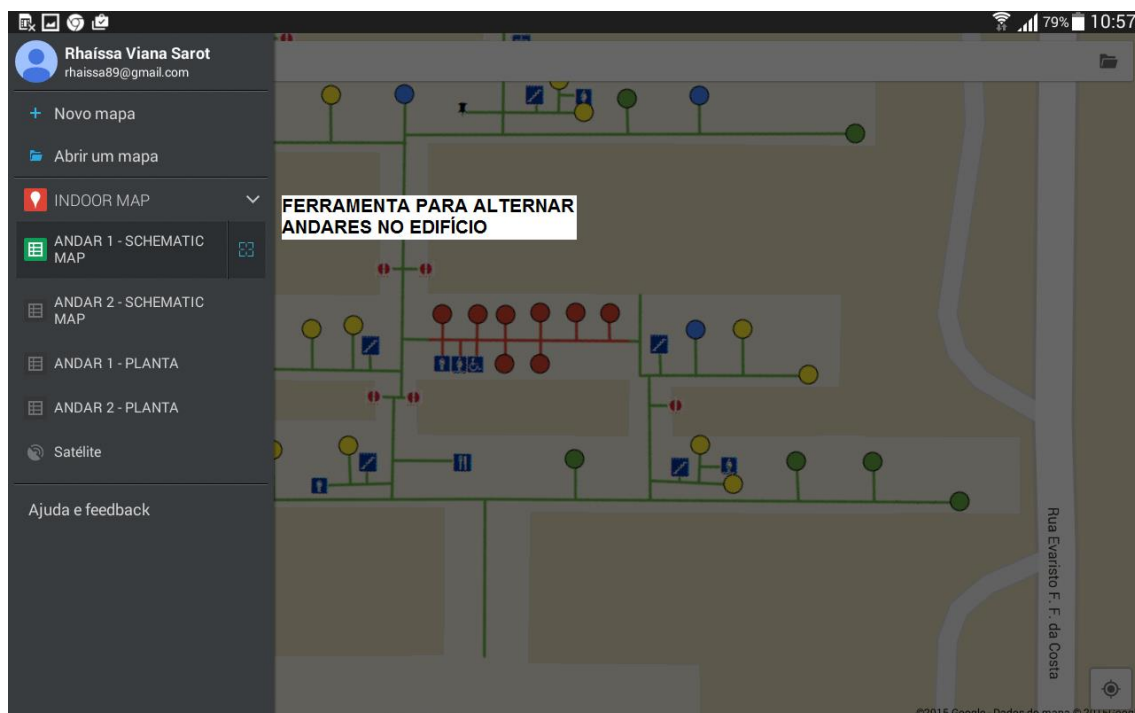 79% 10:57
Rhaíssa Viana Sarot
rhaissa89@gmail.com
+ Novo mapa
Abrir um mapa
INDOOR MAP
FERRAMENTA PARA ALTERNAR
ANDARES NO EDIFÍCIO
ANDAR 1 - SCHEMATIC
MAP
ANDAR 2 - SCHEMATIC
MAP
ANDAR 1 - PLANTA
ANDAR 2 - PLANTA
Satélite
Ajuda e feedback
Rua Evaristo F. F. da Costa
©2015 Google - Dados do mapa ©